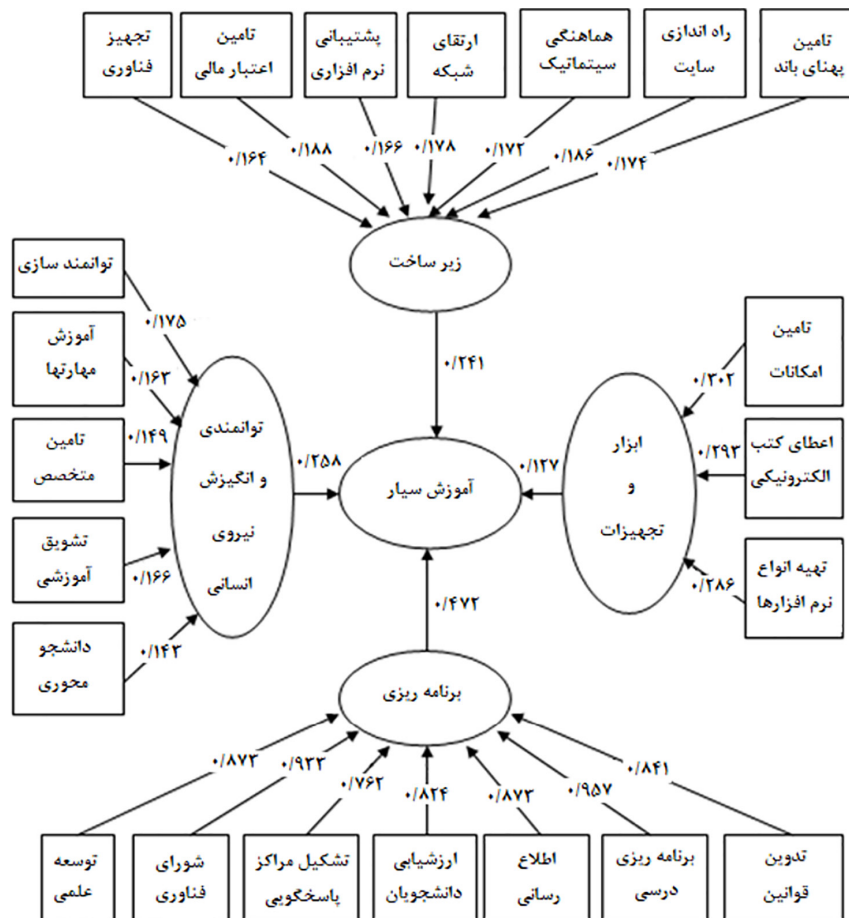 تامین
پهنای باند
راه اندازی
سایت
هماهنگی
سیتماتیک
ارتقای
شبکه
پشتیبانی
نرم افزاری
تامین
اعتبار مالی
تجهیز
فناوری
۰/۱۷۴
۰/۱۸۶
۰/۱۷۲
۰/۱۷۸
۰/۱۶۶
۰/۱۸۸
۰/۱۶۴
زیر ساخت
۰/۲۴۱
تامین
امکانات
۰/۳۰۲
اعطای کتب
الکترونیکی
۰/۲۹۳
تهیه انواع
نرم افزارها
۰/۲۸۶
ابزار
و
تجهیزات
۰/۱۲۷
آموزش سیار
توانمند سازی
۰/۱۷۵
آموزش
مهارتها
۰/۱۶۳
تامین
متخصص
۰/۱۴۹
تشویق
آموزشی
۰/۱۶۶
دانشجو
محوری
۰/۱۴۳
توانمندی
و انگیزش
نیروی
انسانی
۰/۲۵۸
۰/۴۷۲
برنامه ریزی
۰/۸۴۱
۰/۹۵۷
۰/۸۷۳
۰/۸۲۴
۰/۷۶۲
۰/۹۳۳
۰/۸۷۳
تدوین
قوانین
برنامه ریزی
درسی
اطلاع
رسانی
ارزشیابی
دانشجویان
تشکیل مراکز
پاسخگویی
شورای
فناوری
توسعه
علمی